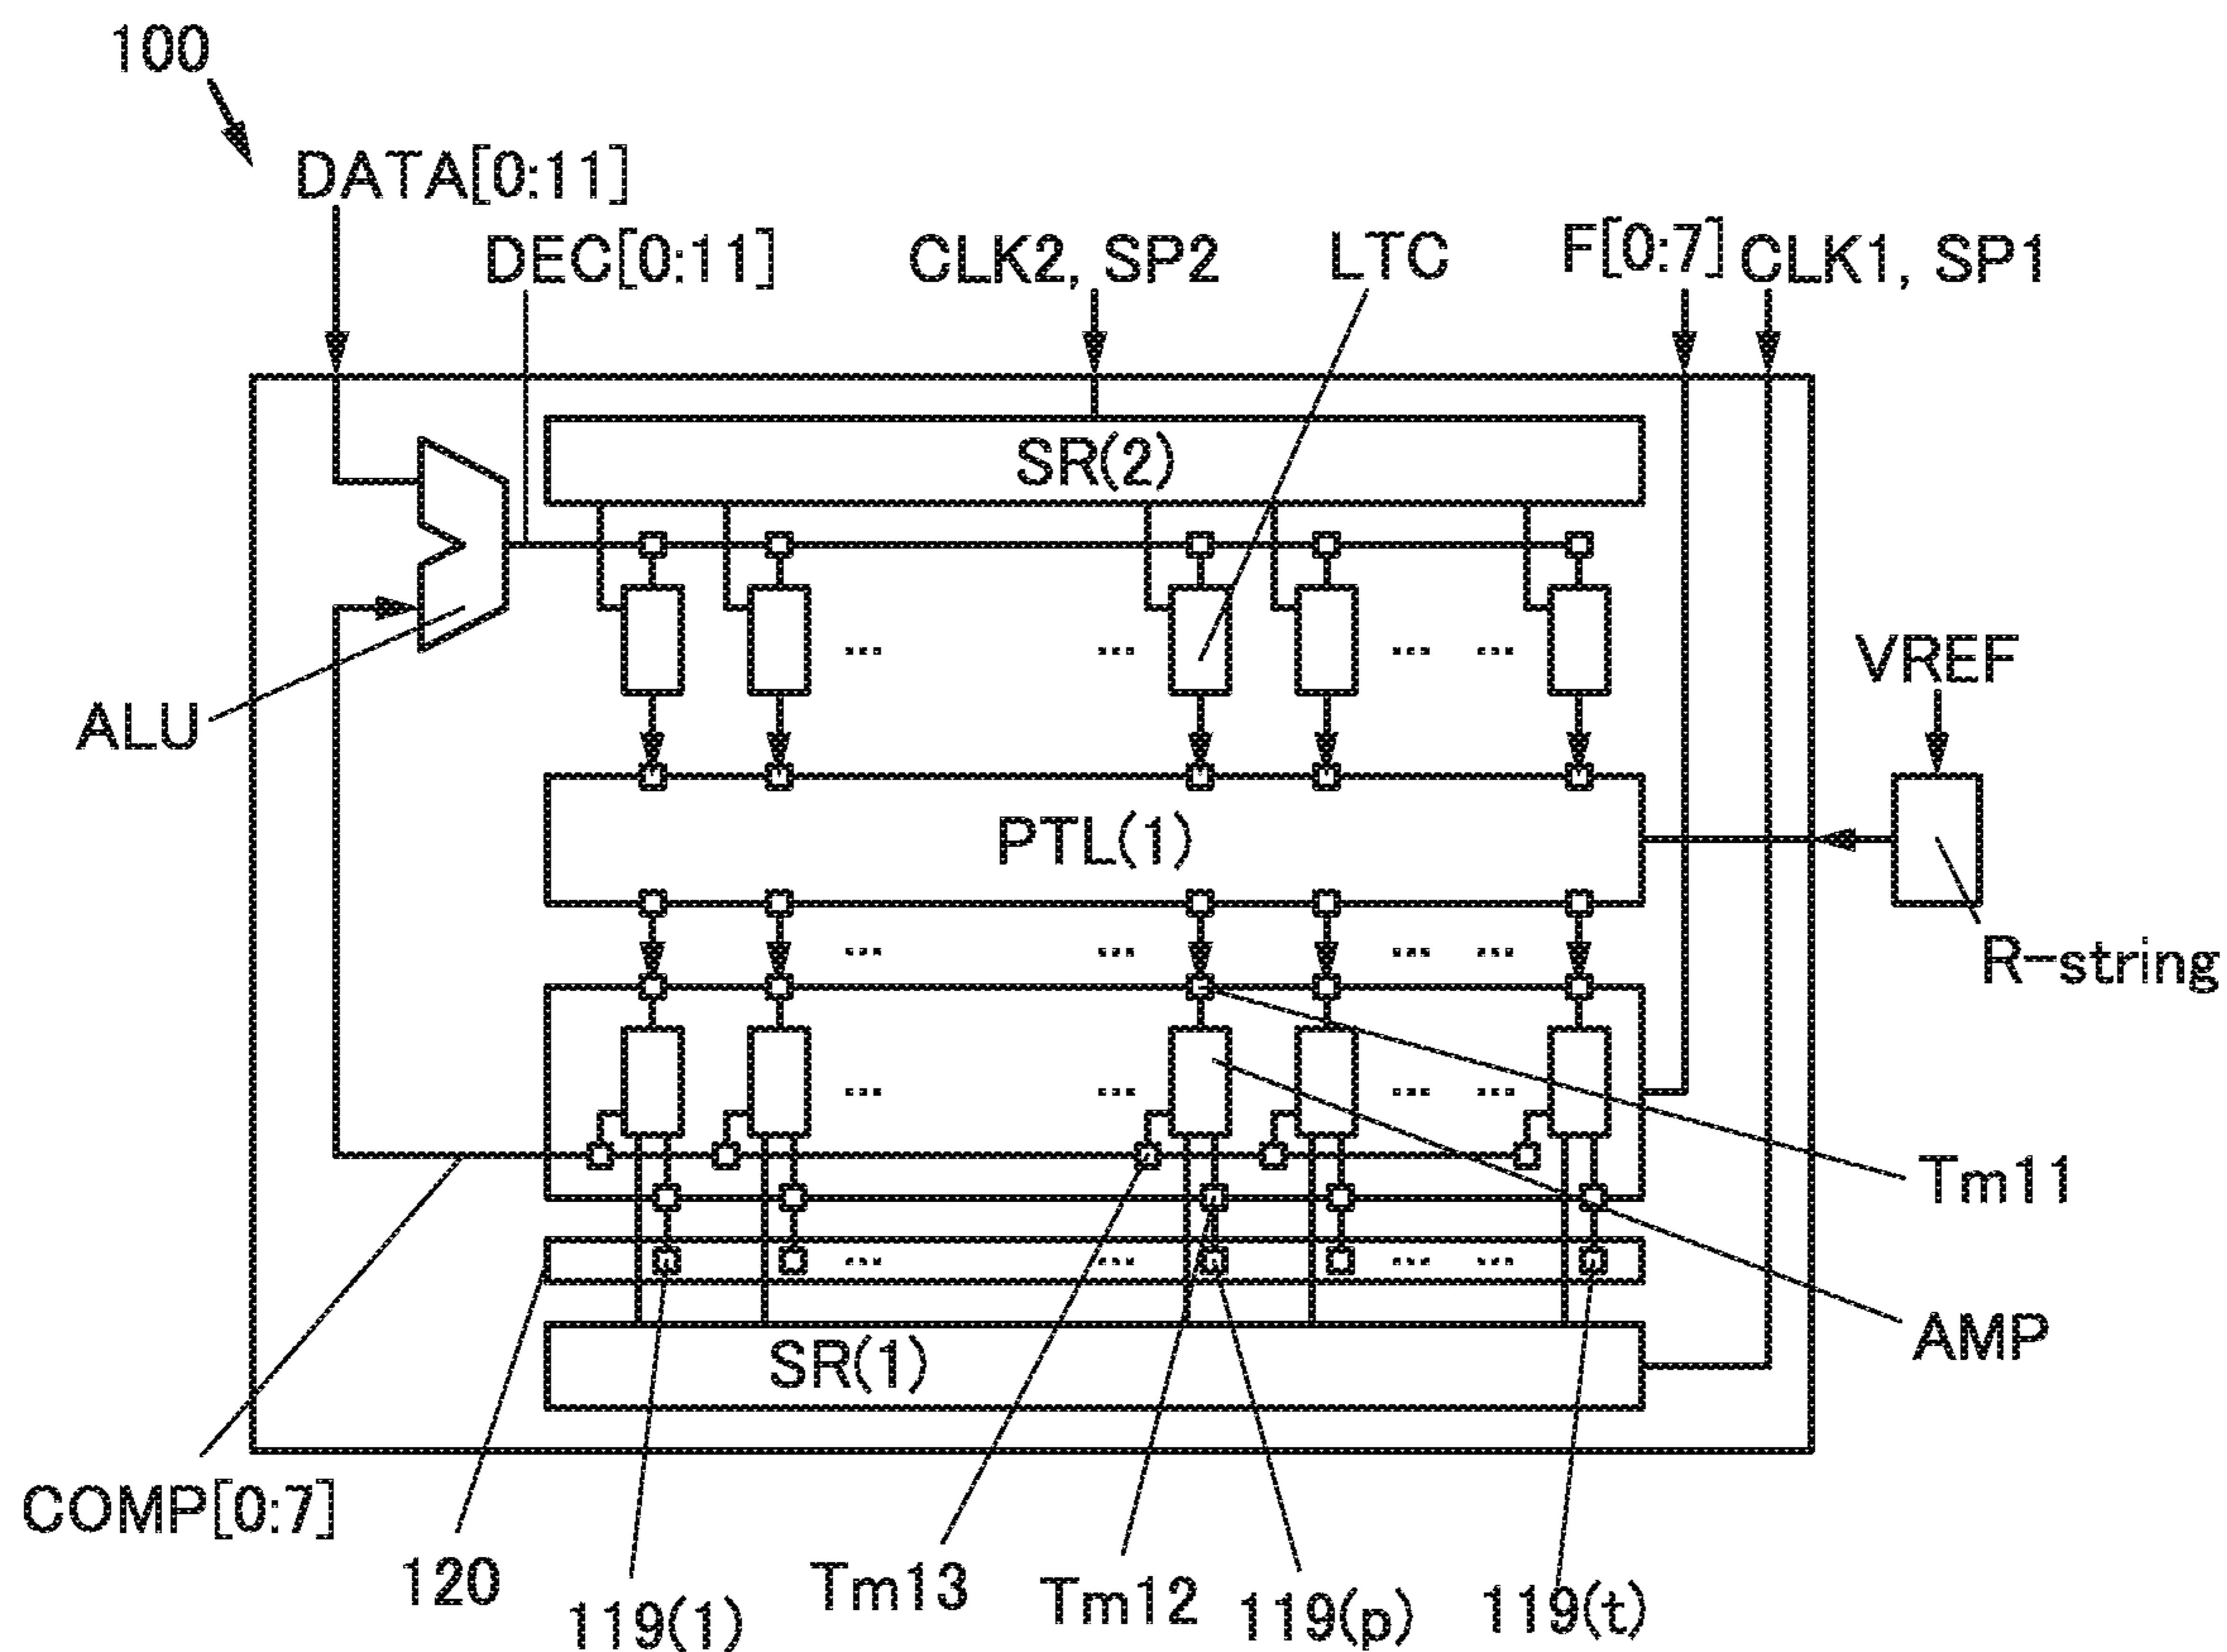 100
DATA[0:11]
DEC[0:11]
CLK2, SP2
LTC
F[0:7]
CLK1, SP1
SR(2)
ALU
VREF
PTL(1)
R-string
...
...
...
...
...
...
...
...
...
...
...
...
Tm11
...
...
...
...
AMP
SR(1)
COMP[0:7]
120
119(1)
Tm13
Tm12
119(p)
119(t)